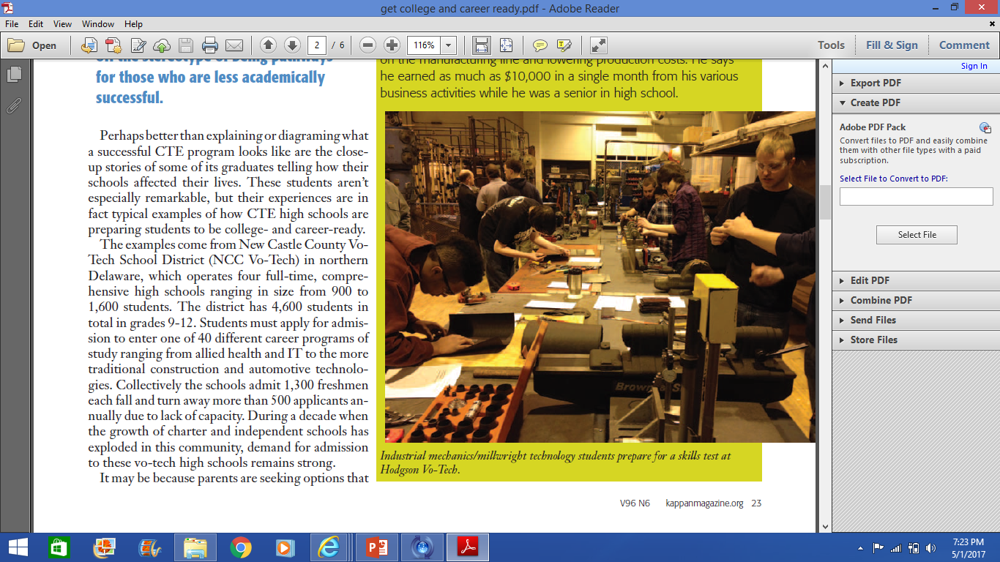 get college and career ready.pdf - Adobe Reader
File Edit View Window Help
Open
2 / 6
116%
Tools
Fill & Sign
Comment
Sign In
for those who are less academically
successful.
Perhaps better than explaining or diagraming what
a successful CTE program looks like are the close-
up stories of some of its graduates telling how their
schools affected their lives. These students aren't
especially remarkable, but their experiences are in
fact typical examples of how CTE high schools are
preparing students to be college- and career-ready.
The examples come from New Castle County Vo-
Tech School District (NCC Vo-Tech) in northern
Delaware, which operates four full-time, compre-
hensive high schools ranging in size from 900 to
1,600 students. The district has 4,600 students in
total in grades 9-12. Students must apply for admis-
sion to enter one of 40 different career programs of
study ranging from allied health and IT to the more
traditional construction and automotive technolo-
gies. Collectively the schools admit 1,300 freshmen
each fall and turn away more than 500 applicants an-
nually due to lack of capacity. During a decade when
the growth of charter and independent schools has
exploded in this community, demand for admission
to these vo-tech high schools remains strong.
It may be because parents are seeking options that
on the manufacturing line and lowering production costs. He says
he earned as much as $10,000 in a single month from his various
business activities while he was a senior in high school.
Brown & S
Industrial mechanics/millwright technology students prepare for a skills test at
Hodgson Vo-Tech.
V96 N6 kappanmagazine.org 23
Export PDF
Create PDF
Adobe PDF Pack
Convert files to PDF and easily combine
them with other file types with a paid
subscription.
Select File to Convert to PDF:
Select File
Edit PDF
Combine PDF
Send Files
Store Files
7:23 PM
5/1/2017